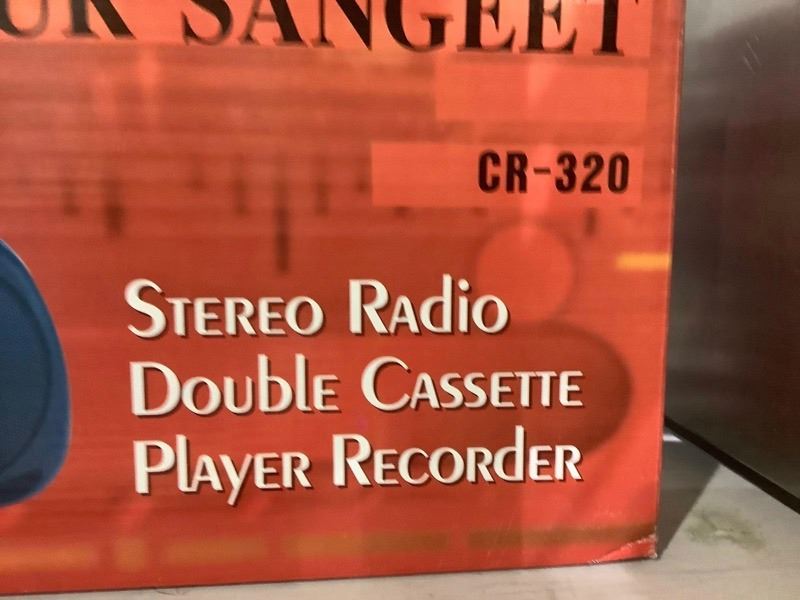 SANGEET
CR-320
Stereo Radio
Double Cassette
Player Recorder